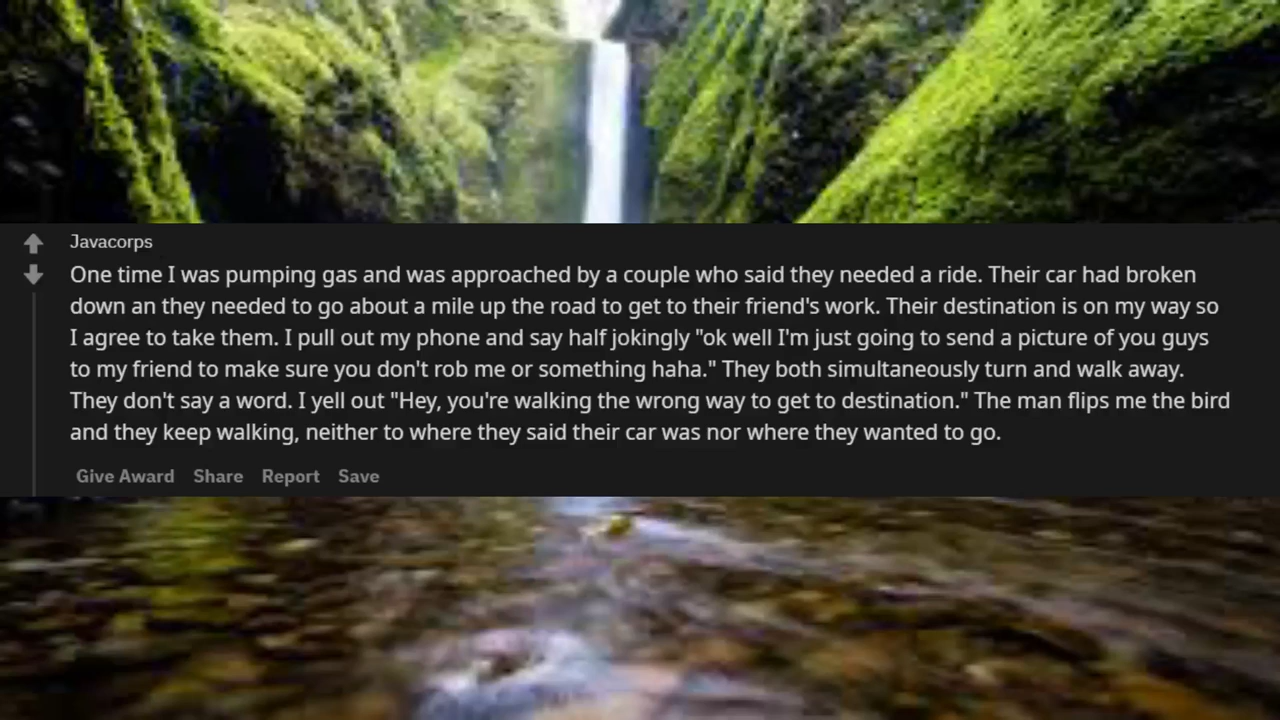 Javacorps
One time I was pumping gas and was approached by a couple who said they needed a ride. Their car had broken
down an they needed to go about a mile up the road to get to their friend's work. Their destination is on my way so
I agree to take them. I pull out my phone and say half jokingly "ok well I'm just going to send a picture of you guys
to my friend to make sure you don't rob me or something haha." They both simultaneously turn and walk away.
They don't say a word. I yell out "Hey, you're walking the wrong way to get to destination." The man flips me the bird
and they keep walking, neither to where they said their car was nor where they wanted to go.
Give Award Share Report Save